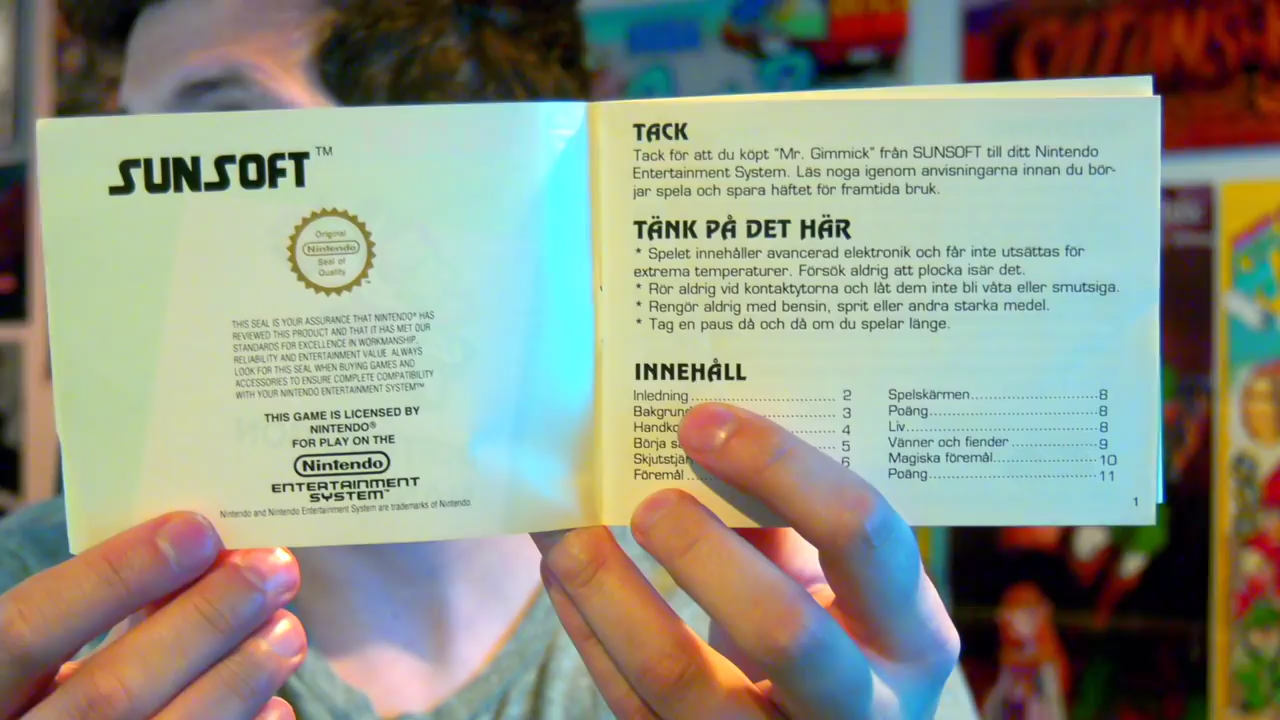 SUNSOFT™
Original
Nintendo
Seal of
Quality
THIS SEAL IS YOUR ASSURANCE THAT NINTENDO® HAS
REVIEWED THIS PRODUCT AND THAT IT HAS MET OUR
STANDARDS FOR EXCELLENCE IN WORKMANSHIP,
RELIABILITY AND ENTERTAINMENT VALUE. ALWAYS
LOOK FOR THIS SEAL WHEN BUYING GAMES AND
ACCESSORIES TO ENSURE COMPLETE COMPATIBILITY
WITH YOUR NINTENDO ENTERTAINMENT SYSTEM™
THIS GAME IS LICENSED BY
NINTENDO®
FOR PLAY ON THE
Nintendo
ENTERTAINMENT
SYSTEM™
Nintendo and Nintendo Entertainment System are trademarks of Nintendo.
TACK
Tack för att du köpt "Mr. Gimmick" från SUNSOFT till ditt Nintendo
Entertainment System. Läs noga igenom anvisningarna innan du bör-
jar spela och spara häftet för framtida bruk.
TÄNK PÅ DET HÄR
* Spelet innehåller avancerad elektronik och får inte utsättas för
extrema temperaturer. Försök aldrig att plocka isär det.
* Rör aldrig vid kontaktytorna och låt dem inte bli våta eller smutsiga.
* Rengör aldrig med bensin, sprit eller andra starka medel.
* Tag en paus då och då om du spelar länge.
INNEHÅLL
Inledning 2
3
4
Börja 5
6
Föremål
Spelskärmen 8
Poäng 8
Liv 8
Vänner och fiender 9
Magiska föremål 10
Poäng 11
1